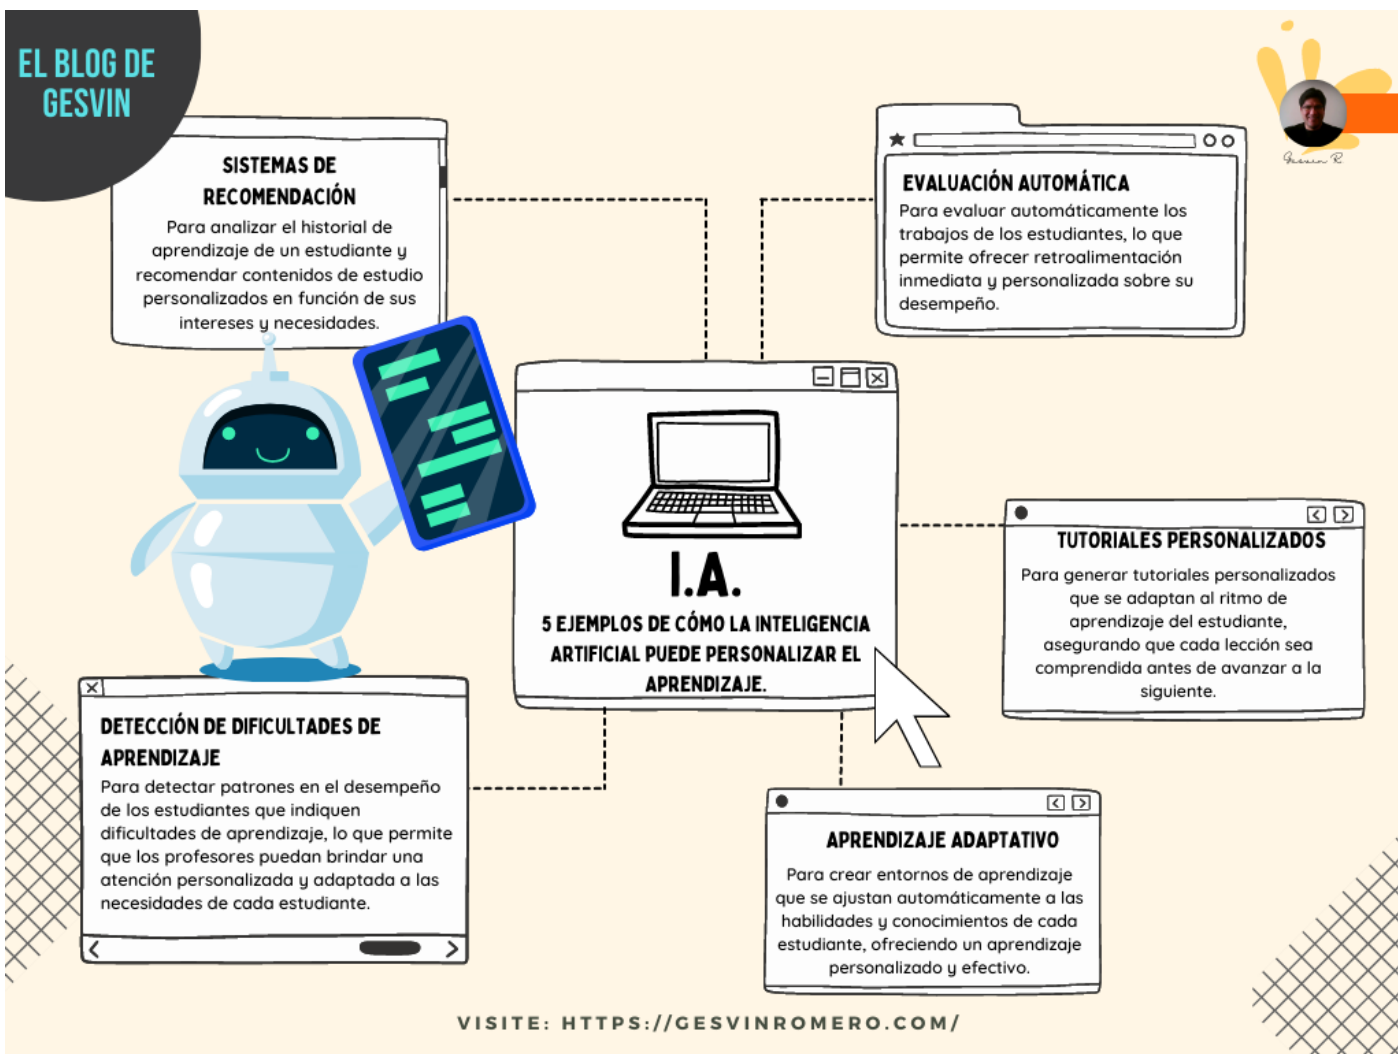 EL BLOG DE
GESVIN
SISTEMAS DE
RECOMENDACIÓN
Para analizar el historial de
aprendizaje de un estudiante y
recomendar contenidos de estudio
personalizados en función de sus
intereses y necesidades.
EVALUACIÓN AUTOMÁTICA
Para evaluar automáticamente los
trabajos de los estudiantes, lo que
permite ofrecer retroalimentación
inmediata y personalizada sobre su
desempeño.
Gesvin R.
I.A.
5 EJEMPLOS DE CÓMO LA INTELIGENCIA
ARTIFICIAL PUEDE PERSONALIZAR EL
APRENDIZAJE.
TUTORIALES PERSONALIZADOS
Para generar tutoriales personalizados
que se adaptan al ritmo de
aprendizaje del estudiante,
asegurando que cada lección sea
comprendida antes de avanzar a la
siguiente.
DETECCIÓN DE DIFICULTADES DE
APRENDIZAJE
Para detectar patrones en el desempeño
de los estudiantes que indiquen
dificultades de aprendizaje, lo que permite
que los profesores puedan brindar una
atención personalizada y adaptada a las
necesidades de cada estudiante.
APRENDIZAJE ADAPTATIVO
Para crear entornos de aprendizaje
que se ajustan automáticamente a las
habilidades y conocimientos de cada
estudiante, ofreciendo un aprendizaje
personalizado y efectivo.
VISITE: HTTPS://GESVINROMERO.COM/